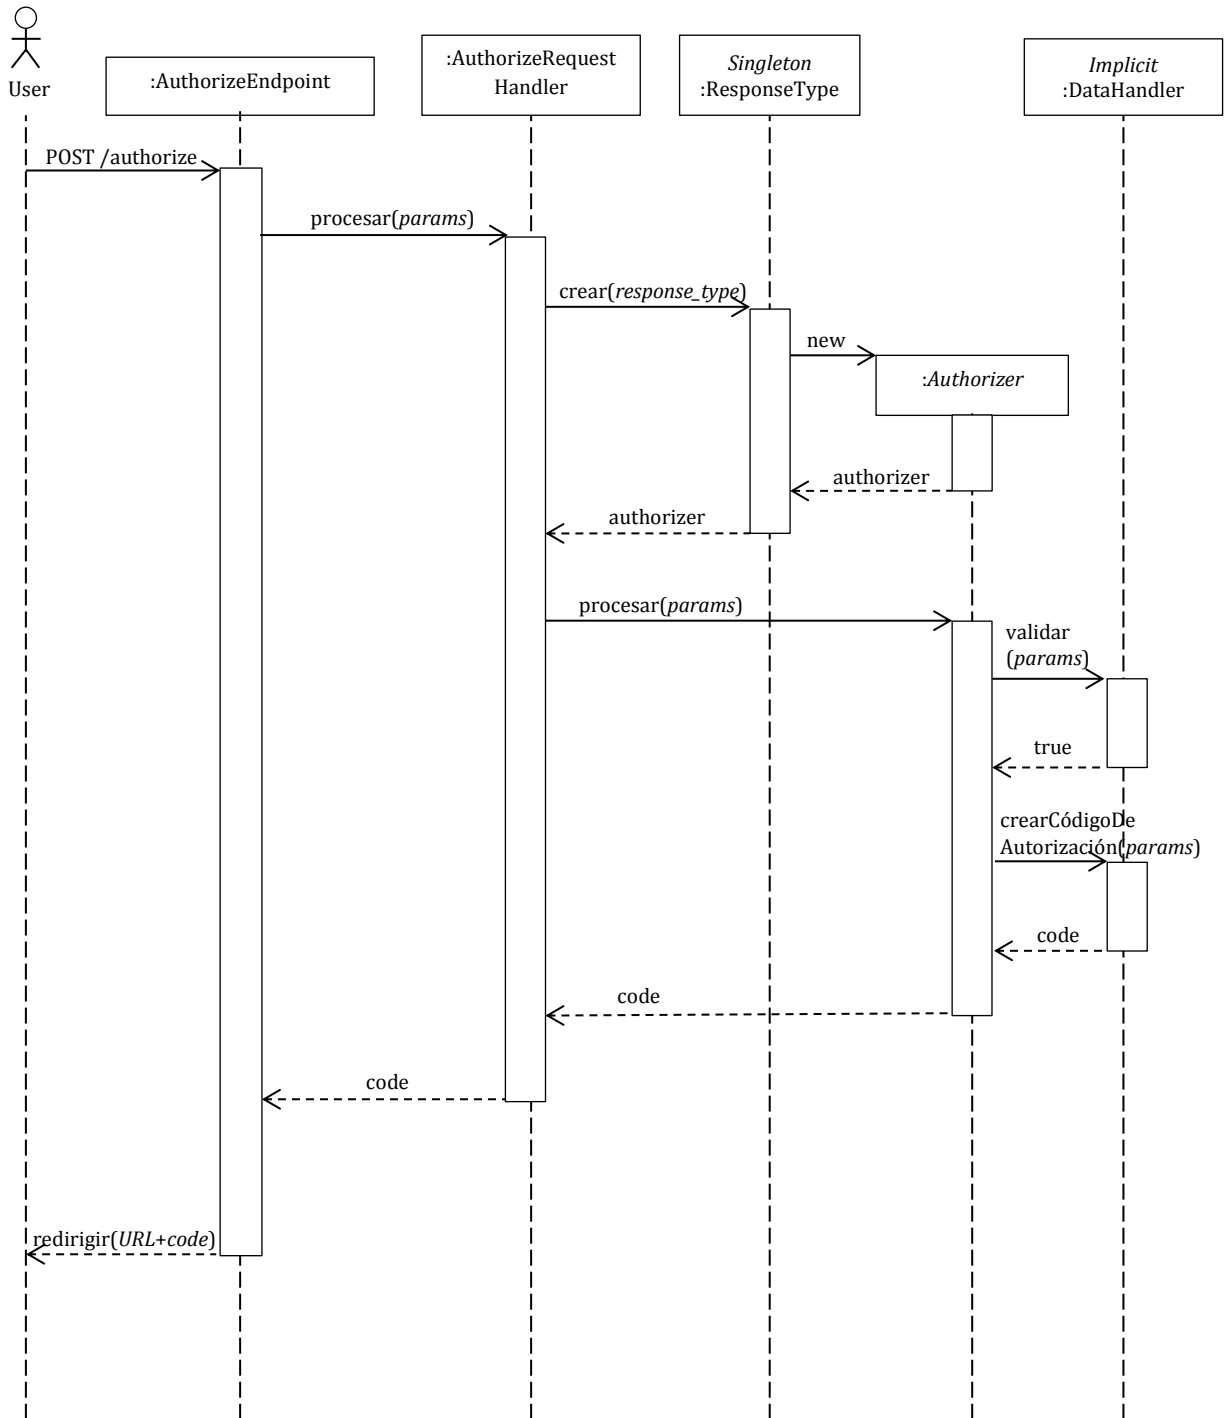 User
:AuthorizeEndpoint
:AuthorizeRequest
Handler
Singleton
:ResponseType
Implicit
:DataHandler
POST /authorize
procesar(params)
crear(response_type)
new
:Authorizer
authorizer
authorizer
procesar(params)
validar
(params)
true
crearCódigoDe
Autorización(params)
code
code
code
redirigir(URL+code)